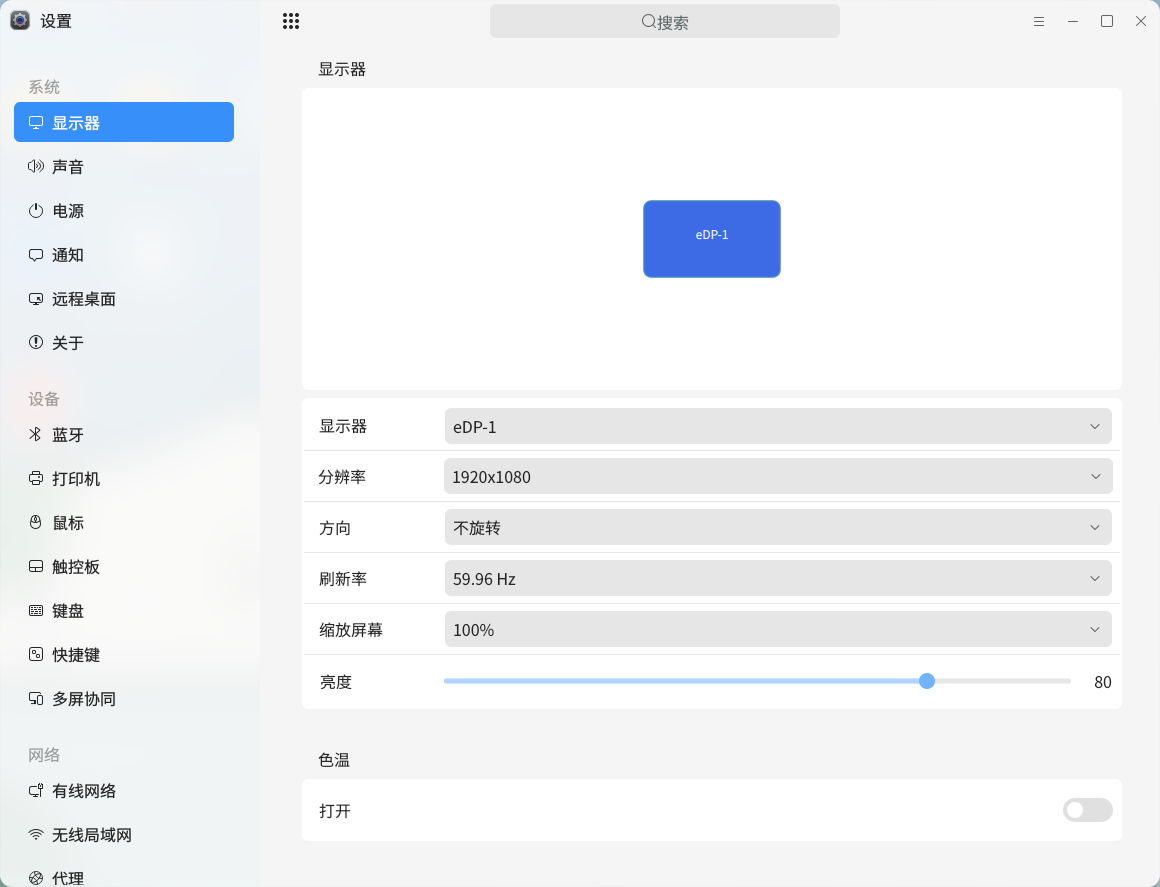 设置
搜索
系统
显示器
声音
电源
通知
远程桌面
关于
设备
蓝牙
打印机
鼠标
触控板
键盘
快捷键
多屏协同
网络
有线网络
无线局域网
代理
显示器
eDP-1
显示器 eDP-1
分辨率 1920x1080
方向 不旋转
刷新率 59.96 Hz
缩放屏幕 100%
亮度 80
色温
打开